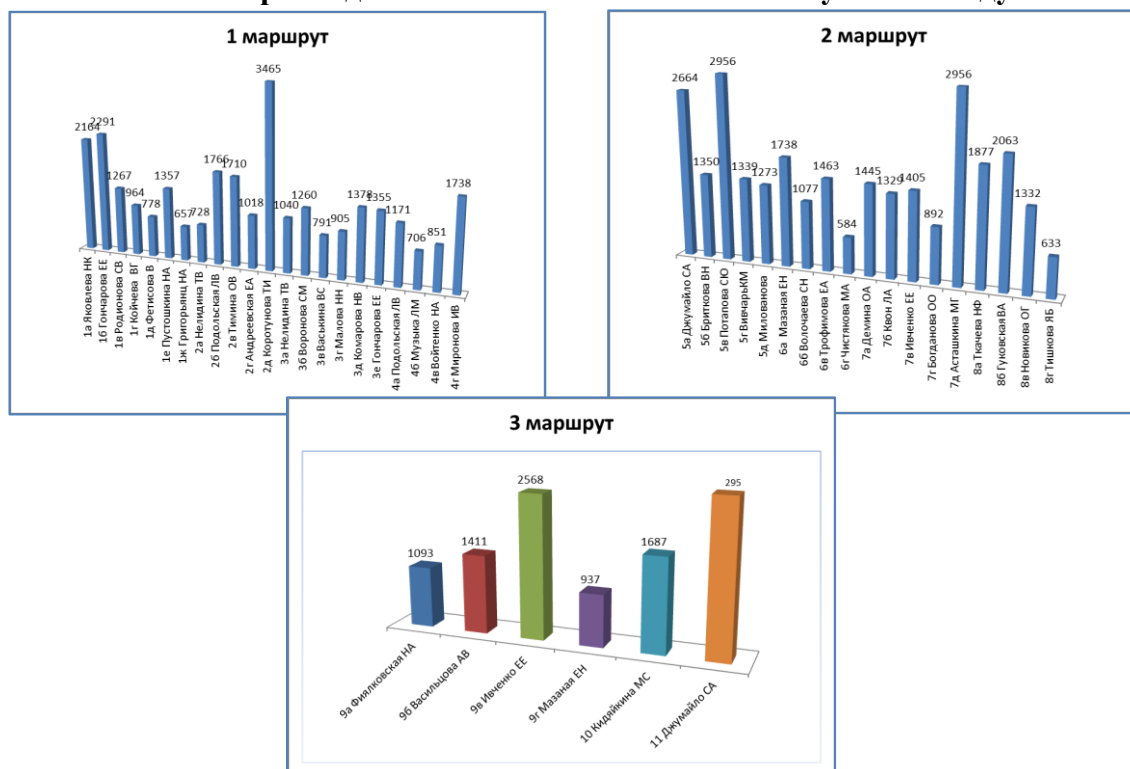 1 маршрут
2164 2291 1267 964 778 1357 657 728 1766 1710 1018 3465 1040 1260 791 905 1378 1355 1171 706 851 1738
1а Яковлева НК
1б Гончарова ЕЕ
1в Родионова СВ
1г Койчева ВГ
1д Фетисова В
1е Пустошкина НА
1ж Григорьянц НА
2а Нелидина ТВ
2б Подольская ЛВ
2в Тимина ОВ
2г Андреевская ЕА
2д Коротунова ТИ
3а Нелидина ТВ
3б Воронова СМ
3в Васькина ВС
3г Малова НН
3д Комарова НВ
3е Гончарова ЕЕ
4а Подольская ЛВ
4б Музыка ЛМ
4в Войтенко НА
4г Миронова ИВ
2 маршрут
2664 1350 2956 1339 1273 1738 1077 1463 584 1445 1329 1405 892 2956 1877 2063 1332 633
5а Джумайло СА
5б Бриткова ВН
5в Потапова СЮ
5г ВивчарьКМ
5д Милованова
6а Мазаная ЕН
6б Волочаева СН
6в Трофимова ЕА
6г Чистякова МА
7а Демина ОА
7б Квон ЛА
7в Ивченко ЕЕ
7г Богданова ОО
7д Асташкина МГ
8а Ткачева НФ
8б Гуковская ВА
8в Новикова ОГ
8г Тишкова ЯБ
3 маршрут
1093 1411 2568 937 1687 295
9а Фиялковская НА
9б Васильцова АВ
9в Ивченко ЕЕ
9г Мазаная ЕН
10 Кидяйкина МС
11 Джумайло СА